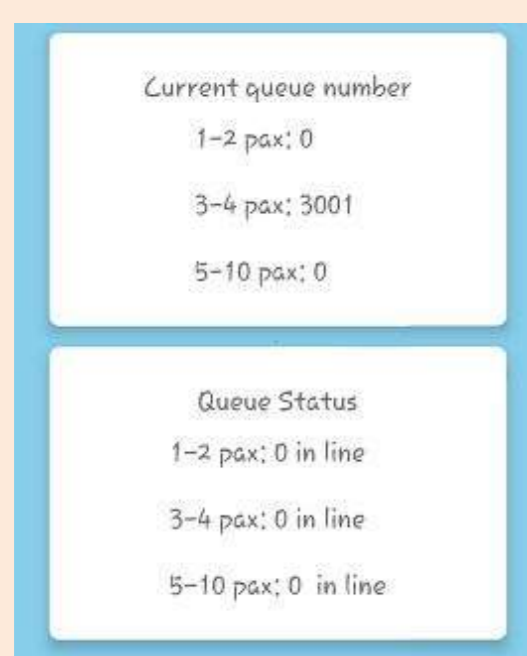 Current queue number
1-2 pax: 0
3-4 pax: 3001
5-10 pax: 0
Queue Status
1-2 pax: 0 in line
3-4 pax: 0 in line
5-10 pax: 0 in line